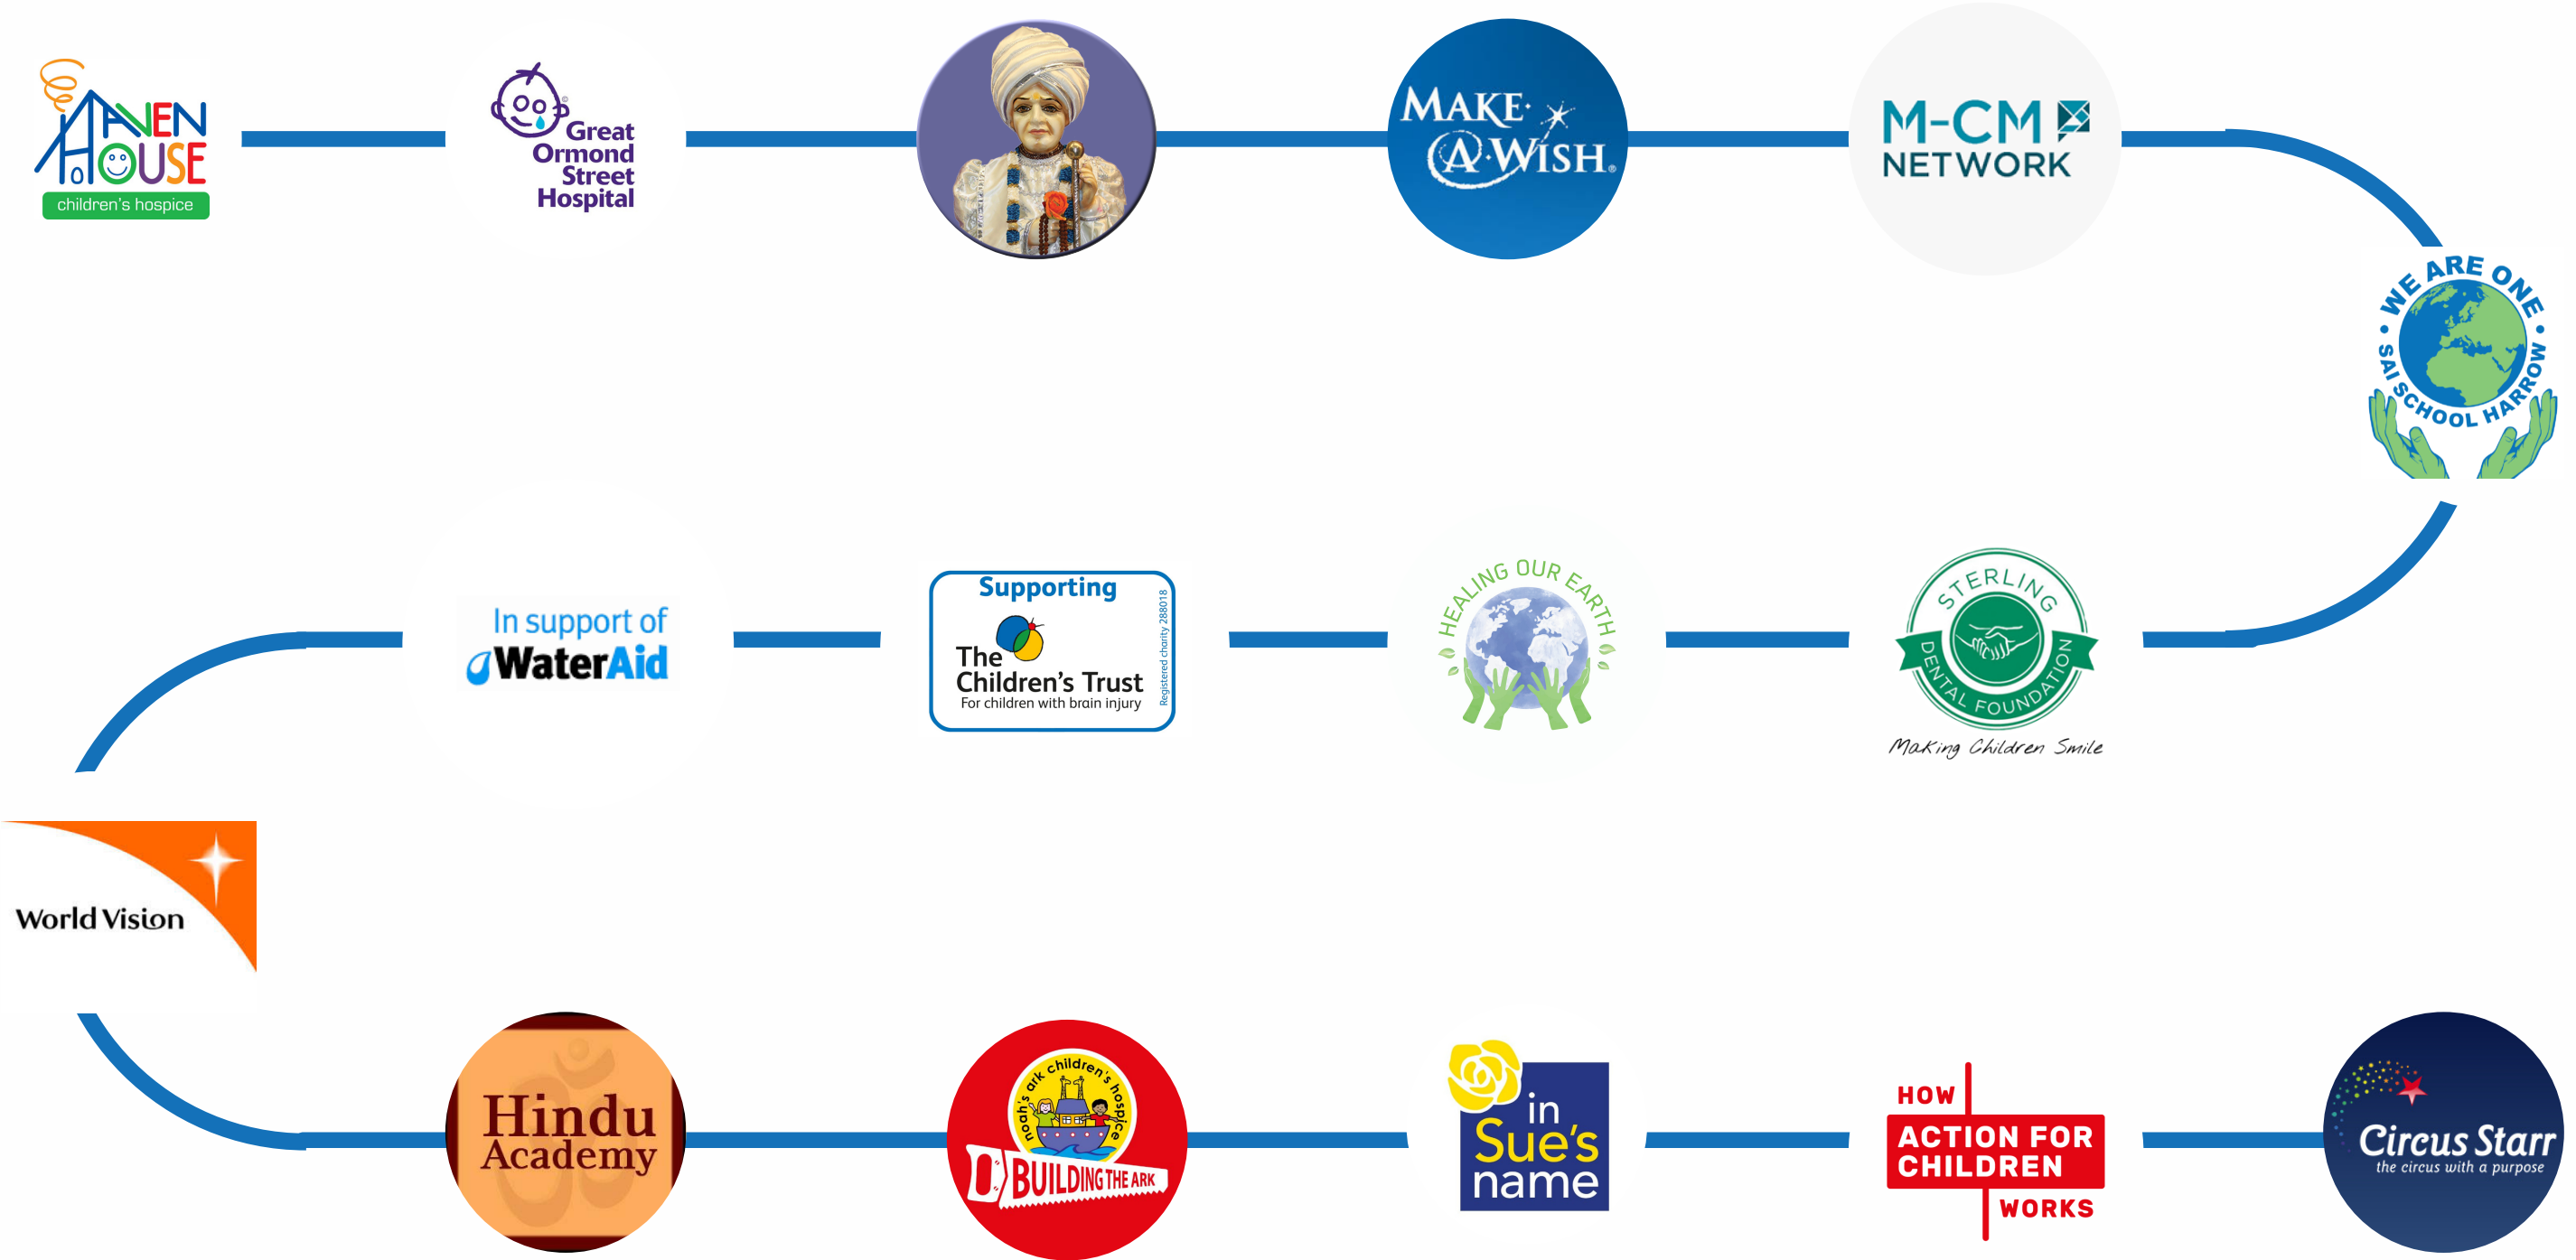 HAVEN
HOUSE
children's hospice
Great
Ormond
Street
Hospital
MAKE·
A·WISH®
M-CM
NETWORK
• WE ARE ONE •
SAI SCHOOL HARROW
In support of
WaterAid
Supporting
The
Children's Trust
For children with brain injury
Registered charity 288018
HEALING OUR EARTH
STERLING
DENTAL FOUNDATION
Making Children Smile
World Vision
Hindu
Academy
noah's ark children's hospice
BUILDING THE ARK
in
Sue's
name
HOW
ACTION FOR
CHILDREN
WORKS
Circus Starr
the circus with a purpose